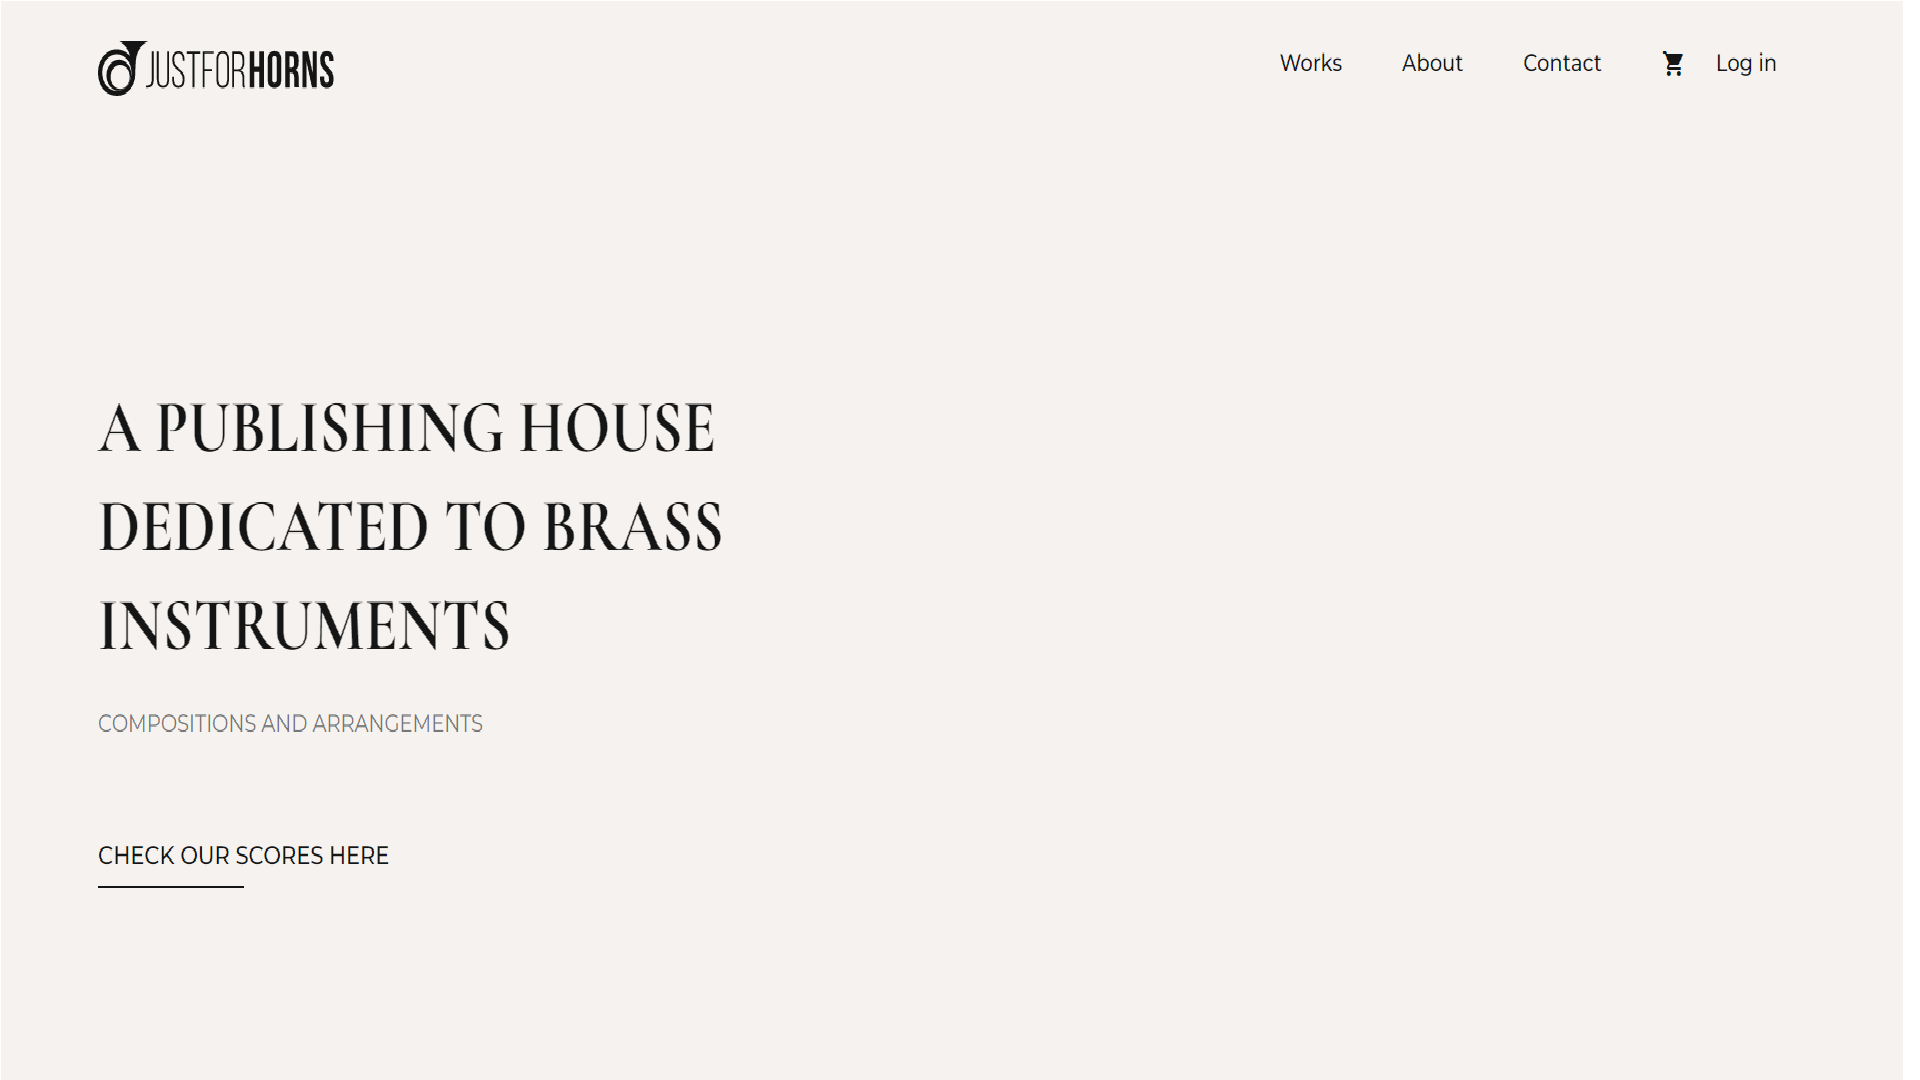 JUSTFORHORNS
Works About Contact Log in
A PUBLISHING HOUSE
DEDICATED TO BRASS
INSTRUMENTS
COMPOSITIONS AND ARRANGEMENTS
CHECK OUR SCORES HERE